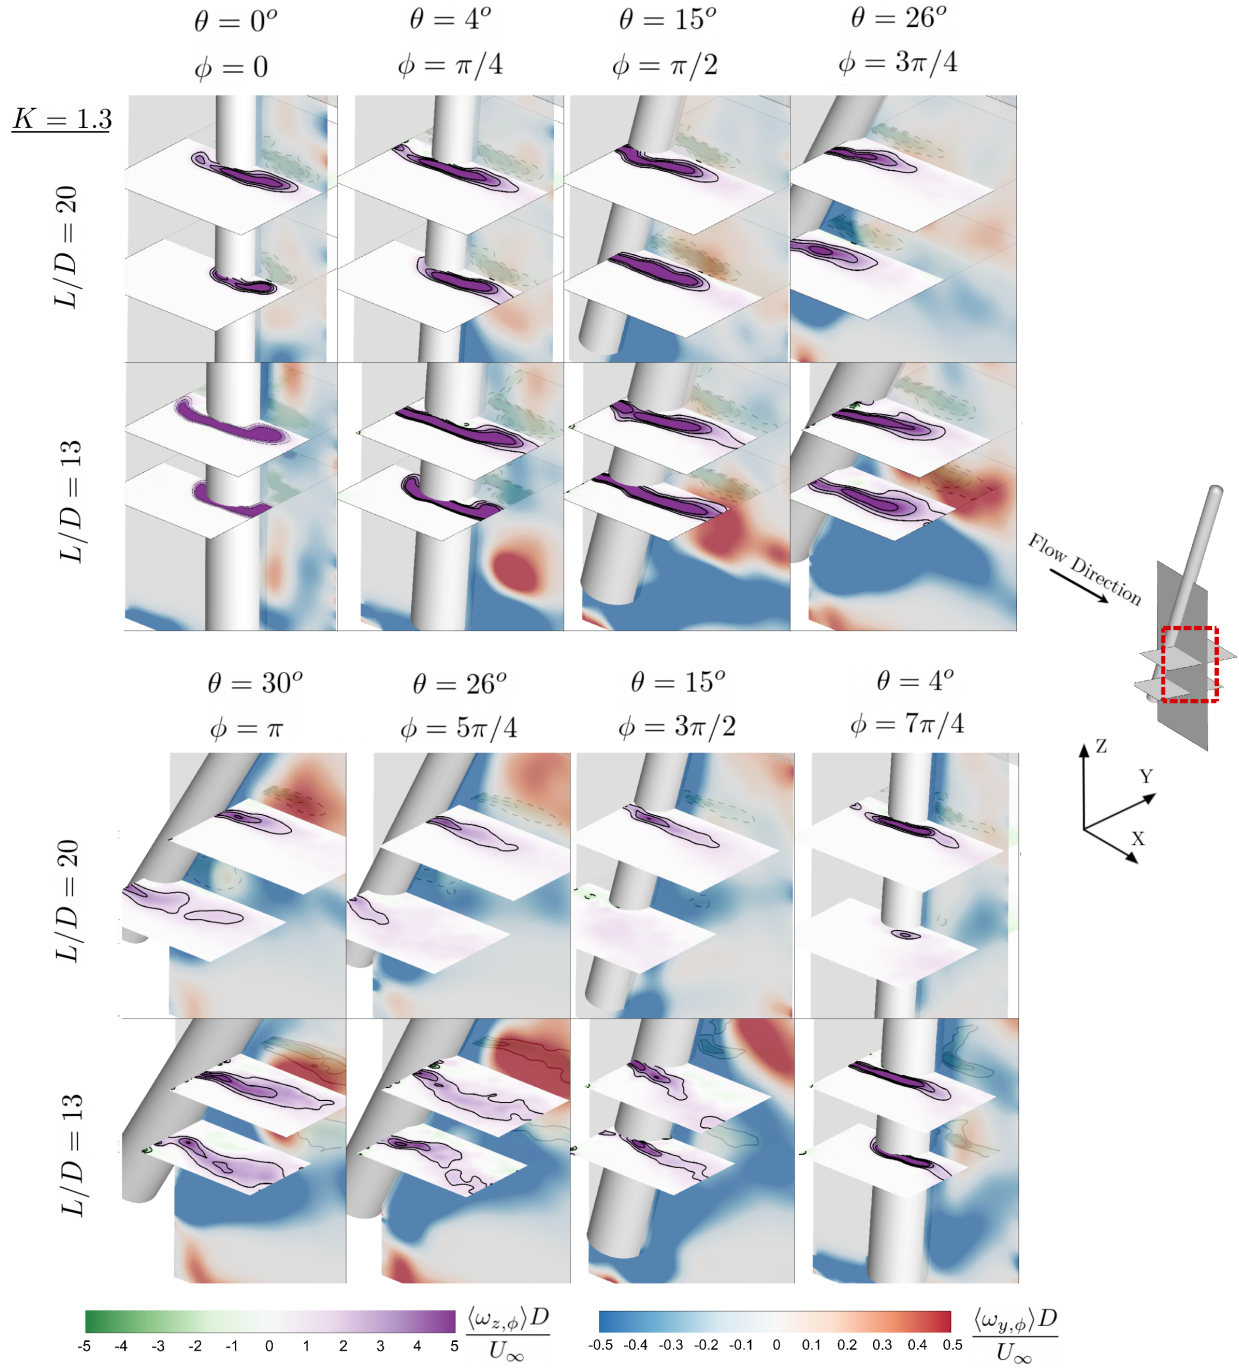 θ = 0° θ = 4° θ = 15° θ = 26°
ϕ = 0 ϕ = π/4 ϕ = π/2 ϕ = 3π/4
K = 1.3
L/D = 20
L/D = 13
Flow Direction
Z
Y
X
θ = 30° θ = 26° θ = 15° θ = 4°
ϕ = π ϕ = 5π/4 ϕ = 3π/2 ϕ = 7π/4
L/D = 20
L/D = 13
-5 -4 -3 -2 -1 0 1 2 3 4 5
⟨ω_{z,ϕ}⟩D
U_∞
-0.5 -0.4 -0.3 -0.2 -0.1 0 0.1 0.2 0.3 0.4 0.5
⟨ω_{y,ϕ}⟩D
U_∞